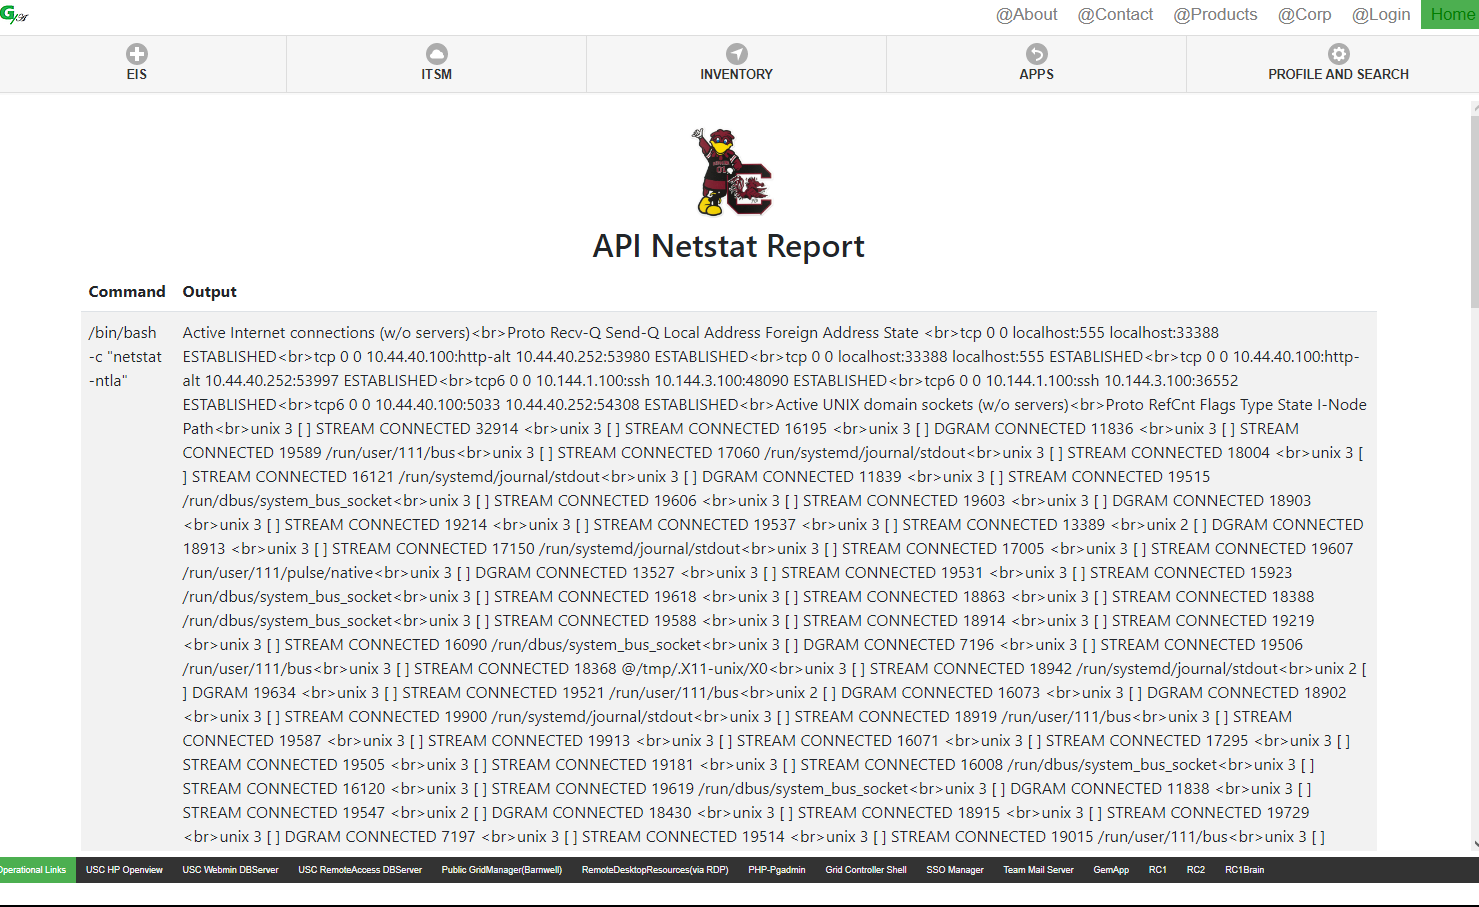 @About @Contact @Products @Corp @Login Home
EIS ITSM INVENTORY APPS PROFILE AND SEARCH
API Netstat Report
Command Output
/bin/bash Active Internet connections (w/o servers)<br>Proto Recv-Q Send-Q Local Address Foreign Address State <br>tcp 0 0 localhost:555 localhost:33388
-c "netstat ESTABLISHED<br>tcp 0 0 10.44.40.100:http-alt 10.44.40.252:53980 ESTABLISHED<br>tcp 0 0 localhost:33388 localhost:555 ESTABLISHED<br>tcp 0 0 10.44.40.100:http-
-ntla" alt 10.44.40.252:53997 ESTABLISHED<br>tcp6 0 0 10.144.1.100:ssh 10.144.3.100:48090 ESTABLISHED<br>tcp6 0 0 10.144.1.100:ssh 10.144.3.100:36552
ESTABLISHED<br>tcp6 0 0 10.44.40.100:5033 10.44.40.252:54308 ESTABLISHED<br>Active UNIX domain sockets (w/o servers)<br>Proto RefCnt Flags Type State I-Node
Path<br>unix 3 [ ] STREAM CONNECTED 32914 <br>unix 3 [ ] STREAM CONNECTED 16195 <br>unix 3 [ ] DGRAM CONNECTED 11836 <br>unix 3 [ ] STREAM
CONNECTED 19589 /run/user/111/bus<br>unix 3 [ ] STREAM CONNECTED 17060 /run/systemd/journal/stdout<br>unix 3 [ ] STREAM CONNECTED 18004 <br>unix 3 [
] STREAM CONNECTED 16121 /run/systemd/journal/stdout<br>unix 3 [ ] DGRAM CONNECTED 11839 <br>unix 3 [ ] STREAM CONNECTED 19515
/run/dbus/system_bus_socket<br>unix 3 [ ] STREAM CONNECTED 19606 <br>unix 3 [ ] STREAM CONNECTED 19603 <br>unix 3 [ ] DGRAM CONNECTED 18903
<br>unix 3 [ ] STREAM CONNECTED 19214 <br>unix 3 [ ] STREAM CONNECTED 19537 <br>unix 3 [ ] STREAM CONNECTED 13389 <br>unix 2 [ ] DGRAM CONNECTED
18913 <br>unix 3 [ ] STREAM CONNECTED 17150 /run/systemd/journal/stdout<br>unix 3 [ ] STREAM CONNECTED 17005 <br>unix 3 [ ] STREAM CONNECTED 19607
/run/user/111/pulse/native<br>unix 3 [ ] DGRAM CONNECTED 13527 <br>unix 3 [ ] STREAM CONNECTED 19531 <br>unix 3 [ ] STREAM CONNECTED 15923
/run/dbus/system_bus_socket<br>unix 3 [ ] STREAM CONNECTED 19618 <br>unix 3 [ ] STREAM CONNECTED 18863 <br>unix 3 [ ] STREAM CONNECTED 18388
/run/dbus/system_bus_socket<br>unix 3 [ ] STREAM CONNECTED 19588 <br>unix 3 [ ] STREAM CONNECTED 18914 <br>unix 3 [ ] STREAM CONNECTED 19219
<br>unix 3 [ ] STREAM CONNECTED 16090 /run/dbus/system_bus_socket<br>unix 3 [ ] DGRAM CONNECTED 7196 <br>unix 3 [ ] STREAM CONNECTED 19506
/run/user/111/bus<br>unix 3 [ ] STREAM CONNECTED 18368 @/tmp/.X11-unix/X0<br>unix 3 [ ] STREAM CONNECTED 18942 /run/systemd/journal/stdout<br>unix 2 [
] DGRAM 19634 <br>unix 3 [ ] STREAM CONNECTED 19521 /run/user/111/bus<br>unix 2 [ ] DGRAM CONNECTED 16073 <br>unix 3 [ ] DGRAM CONNECTED 18902
<br>unix 3 [ ] STREAM CONNECTED 19900 /run/systemd/journal/stdout<br>unix 3 [ ] STREAM CONNECTED 18919 /run/user/111/bus<br>unix 3 [ ] STREAM
CONNECTED 19587 <br>unix 3 [ ] STREAM CONNECTED 19913 <br>unix 3 [ ] STREAM CONNECTED 16071 <br>unix 3 [ ] STREAM CONNECTED 17295 <br>unix 3 [ ]
STREAM CONNECTED 19505 <br>unix 3 [ ] STREAM CONNECTED 19181 <br>unix 3 [ ] STREAM CONNECTED 16008 /run/dbus/system_bus_socket<br>unix 3 [ ]
STREAM CONNECTED 16120 <br>unix 3 [ ] STREAM CONNECTED 19619 /run/dbus/system_bus_socket<br>unix 3 [ ] DGRAM CONNECTED 11838 <br>unix 3 [ ]
STREAM CONNECTED 19547 <br>unix 2 [ ] DGRAM CONNECTED 18430 <br>unix 3 [ ] STREAM CONNECTED 18915 <br>unix 3 [ ] STREAM CONNECTED 19729
<br>unix 3 [ ] DGRAM CONNECTED 7197 <br>unix 3 [ ] STREAM CONNECTED 19514 <br>unix 3 [ ] STREAM CONNECTED 19015 /run/user/111/bus<br>unix 3 [ ]
Operational Links USC HP Openview USC Webmin DBServer USC RemoteAccess DBServer Public GridManager(Barnwell) RemoteDesktopResources(via RDP) PHP-Pgadmin Grid Controller Shell SSO Manager Team Mail Server GemApp RC1 RC2 RC1Brain